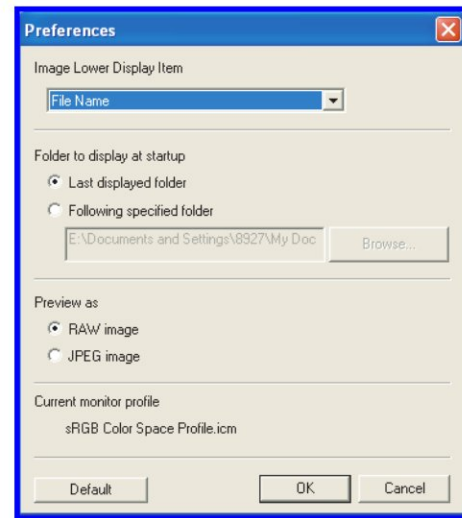 Preferences
Image Lower Display Item
File Name
Folder to display at startup
Last displayed folder
Following specified folder
E:\Documents and Settings\8927\My Doc
Browse...
Preview as
RAW image
JPEG image
Current monitor profile
sRGB Color Space Profile.icm
Default OK Cancel